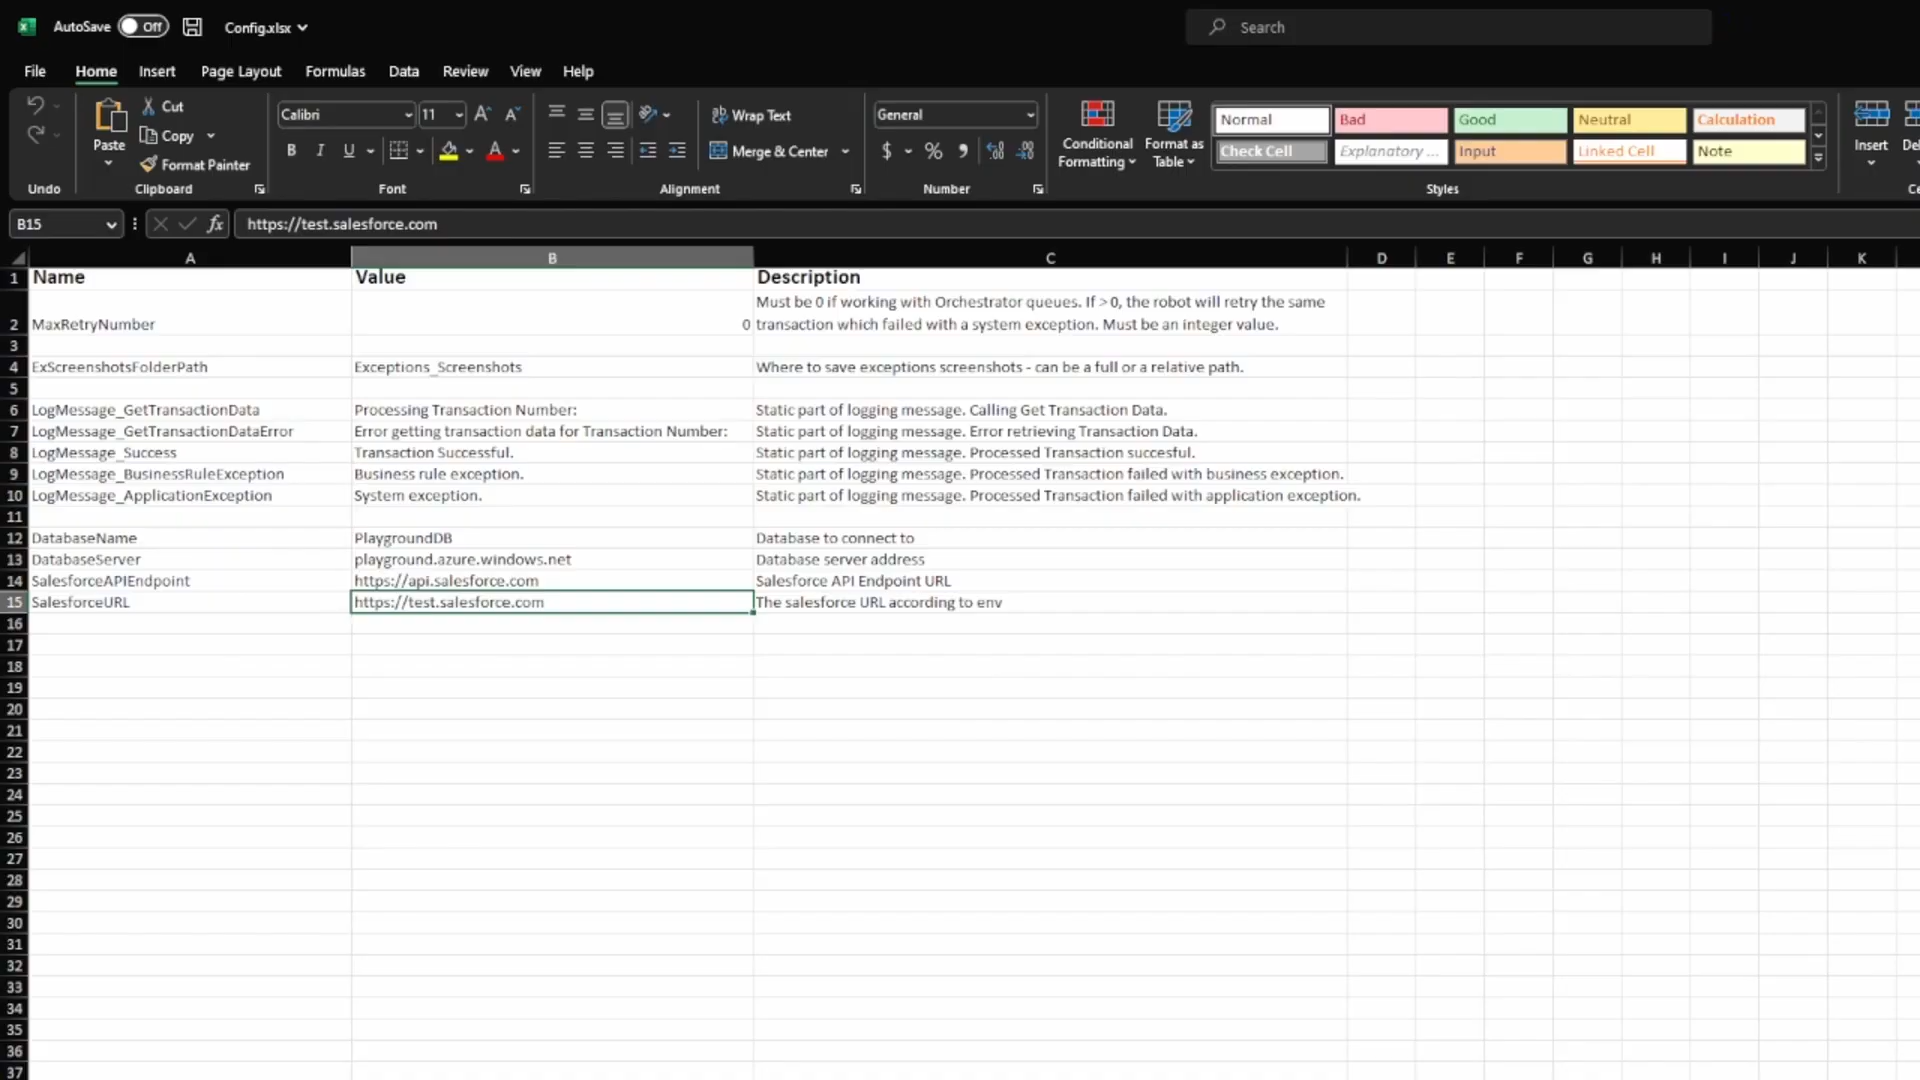 AutoSave Off Config.xlsx Search
File Home Insert Page Layout Formulas Data Review View Help
Undo
Paste Cut Copy Format Painter Clipboard
Calibri 11 A A B I U A Font
Wrap Text Merge & Center Alignment
General $ % Number
Conditional Formatting Format as Table
Normal Bad Good Neutral Calculation
Check Cell Explanatory ... Input Linked Cell Note
Styles
Insert
B15 fx https://test.salesforce.com
A B C D E F G H I J K
1 Name Value Description
Must be 0 if working with Orchestrator queues. If > 0, the robot will retry the same
2 MaxRetryNumber 0 transaction which failed with a system exception. Must be an integer value.
3
4 ExScreenshotsFolderPath Exceptions_Screenshots Where to save exceptions screenshots - can be a full or a relative path.
5
6 LogMessage_GetTransactionData Processing Transaction Number: Static part of logging message. Calling Get Transaction Data.
7 LogMessage_GetTransactionDataError Error getting transaction data for Transaction Number: Static part of logging message. Error retrieving Transaction Data.
8 LogMessage_Success Transaction Successful. Static part of logging message. Processed Transaction succesful.
9 LogMessage_BusinessRuleException Business rule exception. Static part of logging message. Processed Transaction failed with business exception.
10 LogMessage_ApplicationException System exception. Static part of logging message. Processed Transaction failed with application exception.
11
12 DatabaseName PlaygroundDB Database to connect to
13 DatabaseServer playground.azure.windows.net Database server address
14 SalesforceAPIEndpoint https://api.salesforce.com Salesforce API Endpoint URL
15 SalesforceURL https://test.salesforce.com The salesforce URL according to env
16
17
18
19
20
21
22
23
24
25
26
27
28
29
30
31
32
33
34
35
36
37